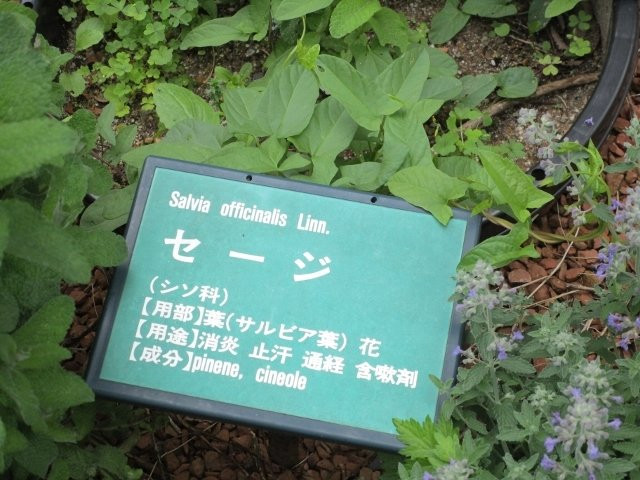 Salvia officinalis Linn.
セージ
(シソ科)
【用部】葉(サルビア葉) 花
【用途】消炎 止汗 通経 含嗽剤
【成分】pinene, cineole